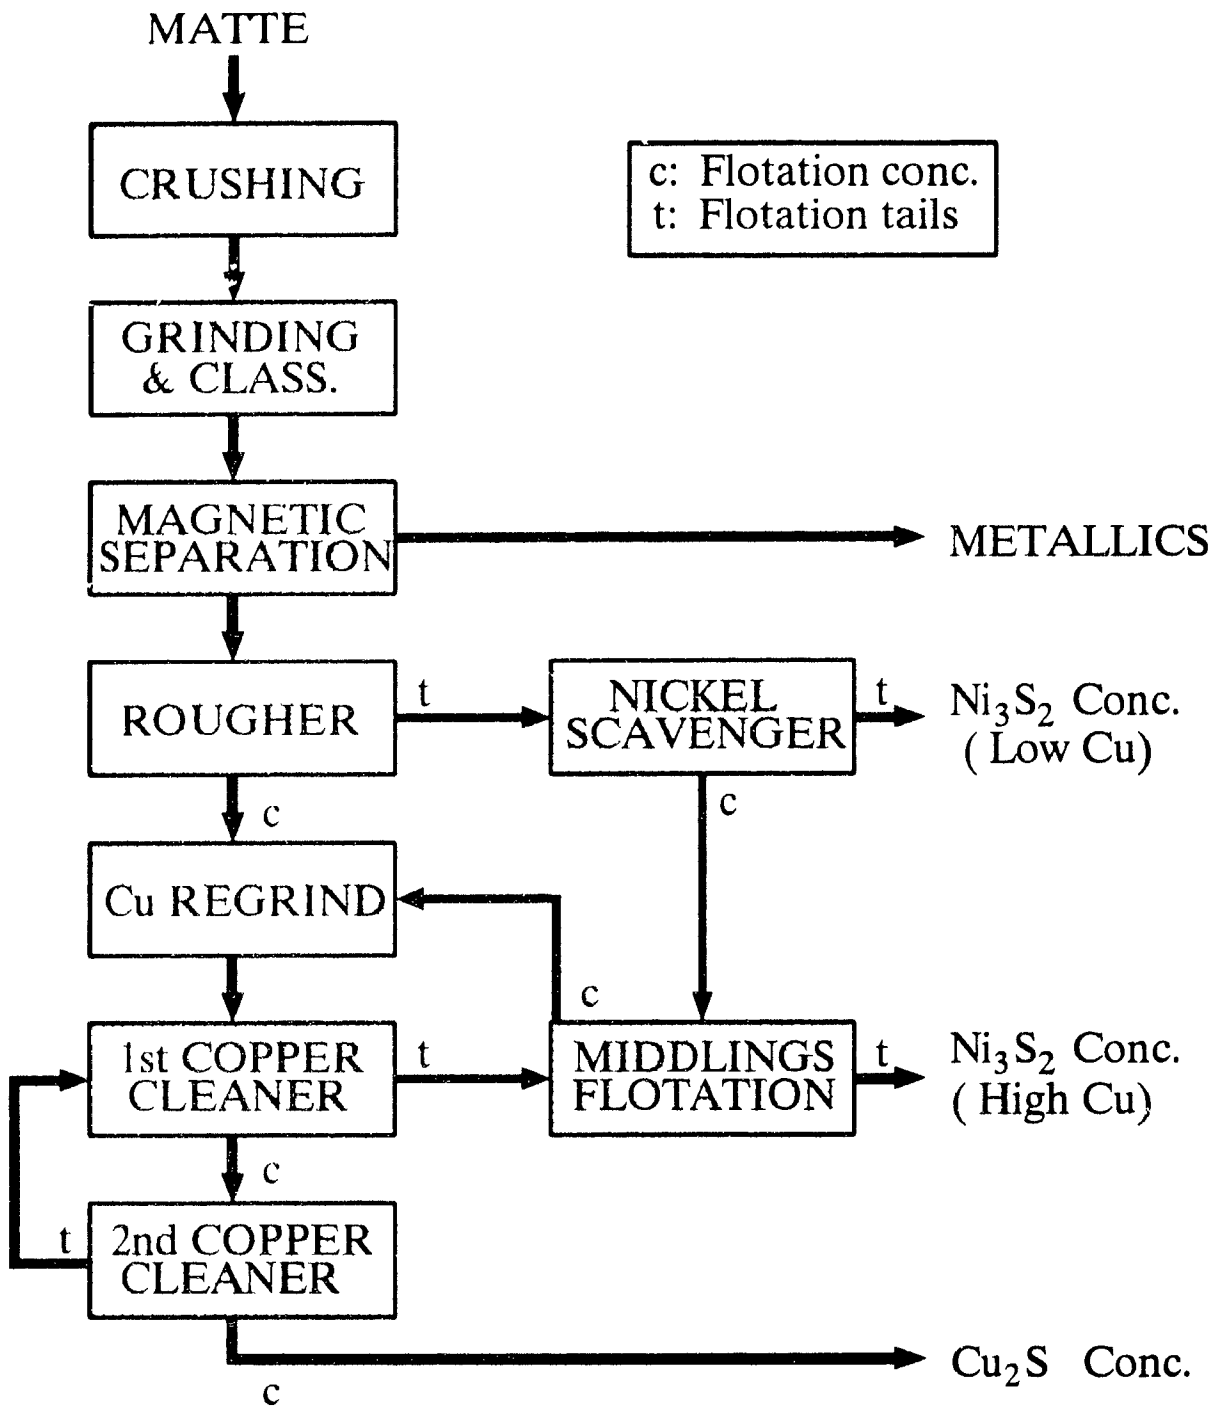 MATTE
CRUSHING
c: Flotation conc.
t: Flotation tails
GRINDING
& CLASS.
MAGNETIC
SEPARATION
METALLICS
ROUGHER
t
NICKEL
SCAVENGER
t
Ni₃S₂ Conc.
( Low Cu)
c
c
Cu REGRIND
c
1st COPPER
CLEANER
t
MIDDLINGS
FLOTATION
t
Ni₃S₂ Conc.
( High Cu)
c
t
2nd COPPER
CLEANER
c
Cu₂S Conc.